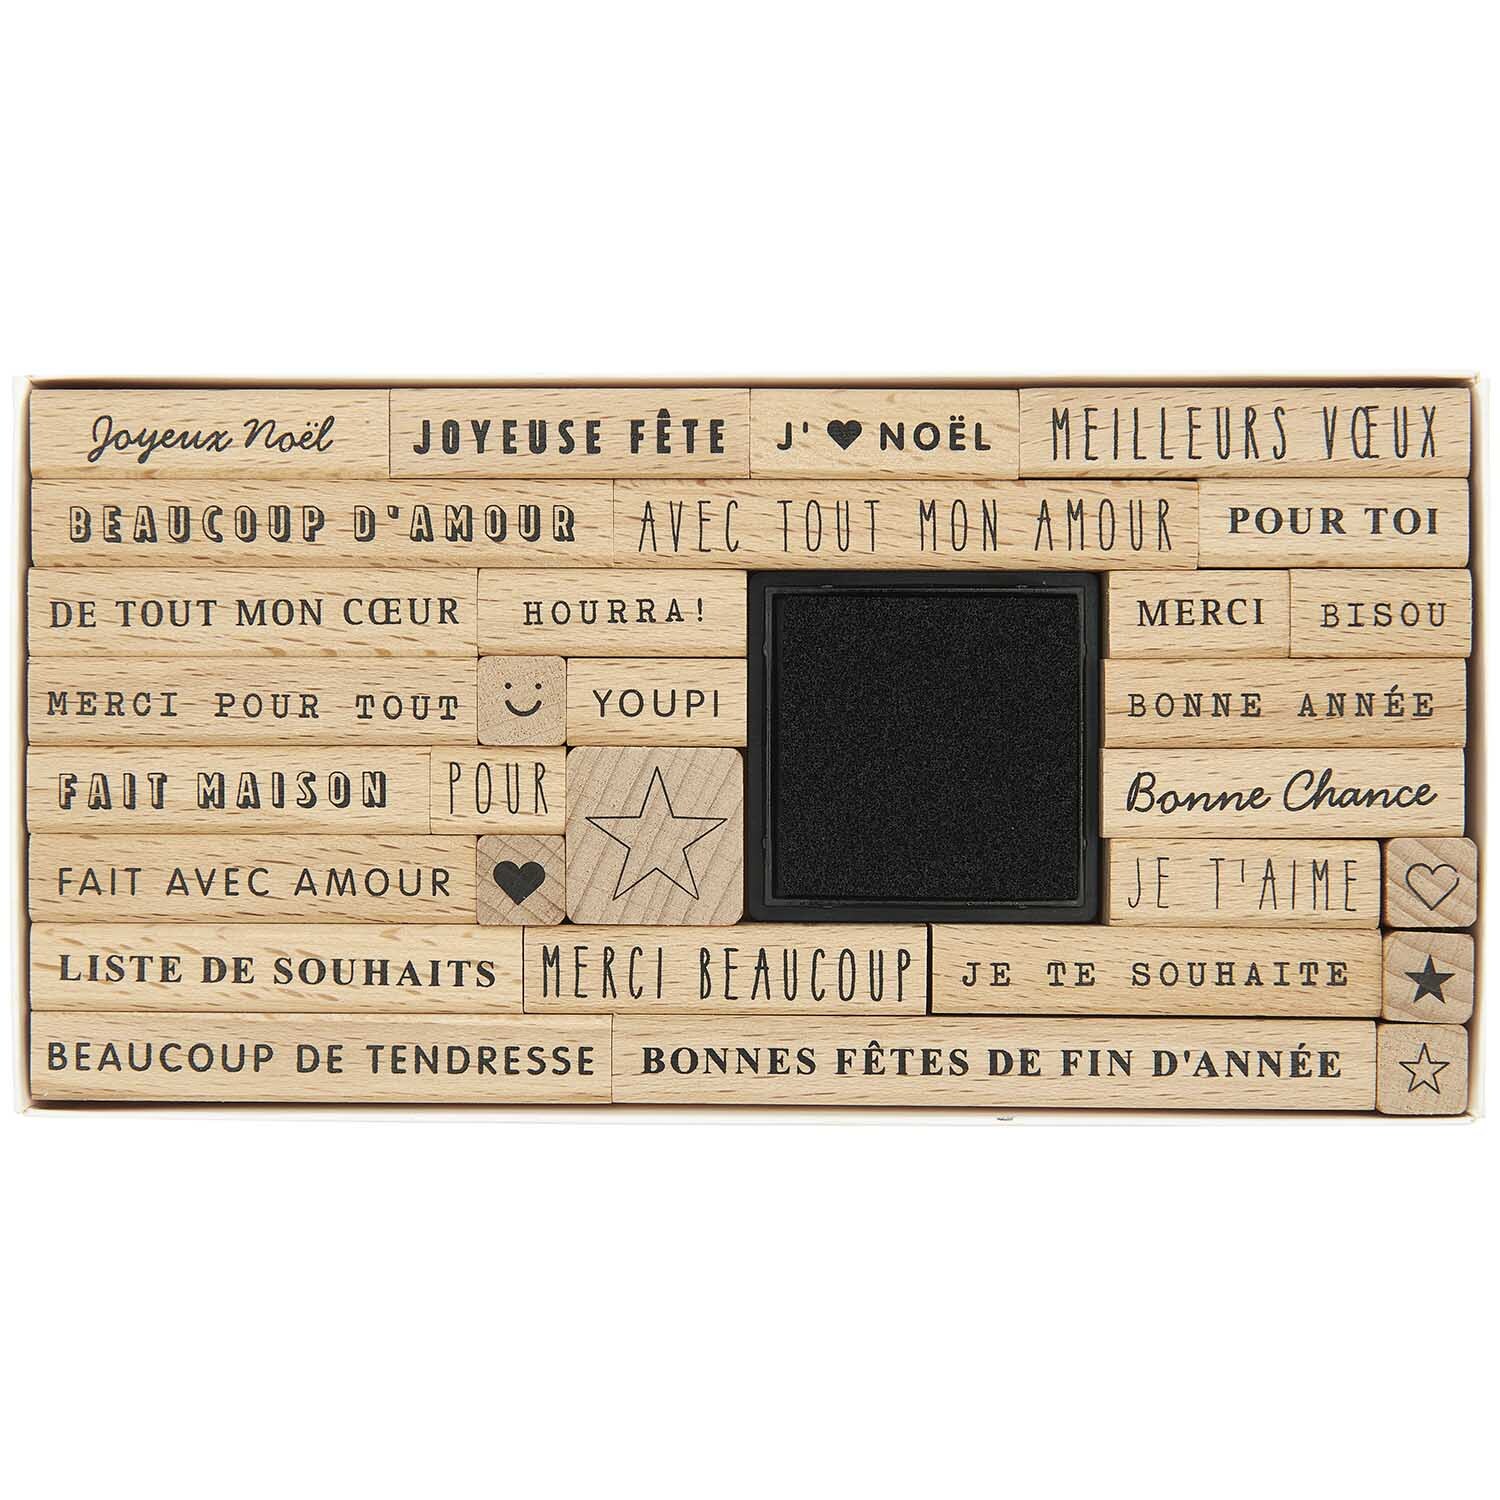 Joyeux Noël
JOYEUSE FÊTE
J'♥ NOËL
MEILLEURS VŒUX
BEAUCOUP D'AMOUR
AVEC TOUT MON AMOUR
POUR TOI
DE TOUT MON CŒUR
HOURRA!
MERCI
BISOU
MERCI POUR TOUT
YOUPI
BONNE ANNÉE
FAIT MAISON
POUR
Bonne Chance
FAIT AVEC AMOUR
JE T'AIME
LISTE DE SOUHAITS
MERCI BEAUCOUP
JE TE SOUHAITE
BEAUCOUP DE TENDRESSE
BONNES FÊTES DE FIN D'ANNÉE